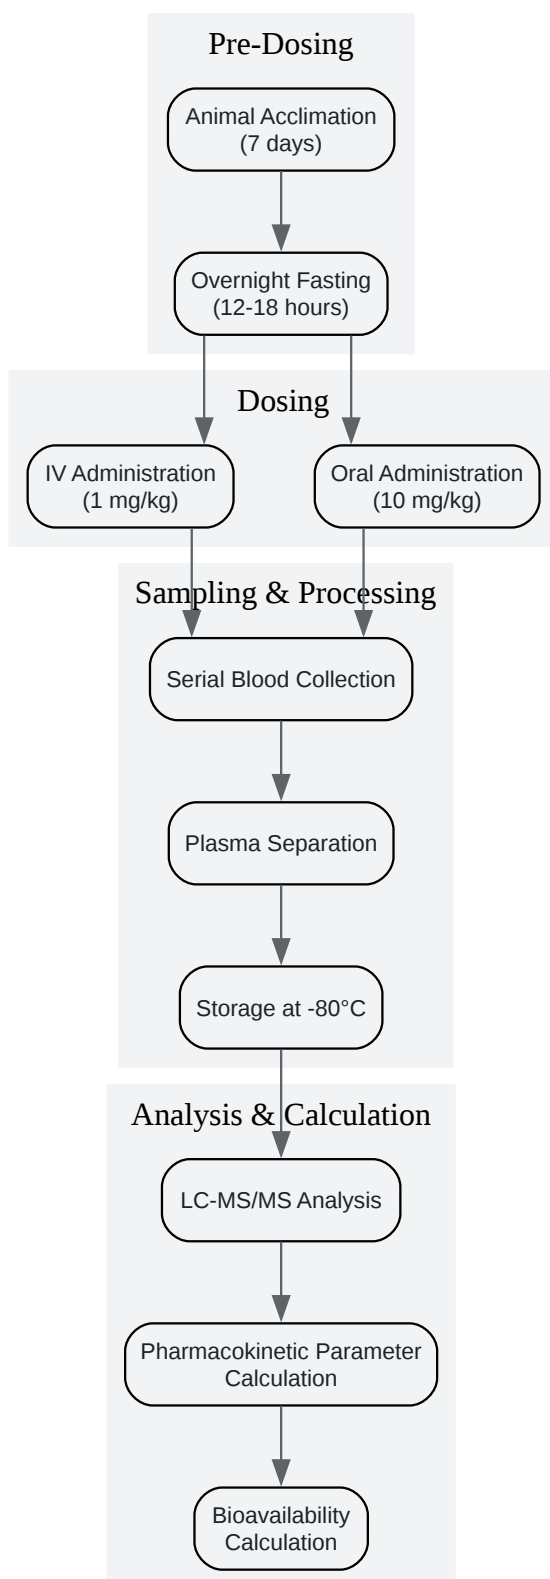 Pre-Dosing
Animal Acclimation
(7 days)
Overnight Fasting
(12-18 hours)
Dosing
IV Administration
(1 mg/kg)
Oral Administration
(10 mg/kg)
Sampling & Processing
Serial Blood Collection
Plasma Separation
Storage at -80°C
Analysis & Calculation
LC-MS/MS Analysis
Pharmacokinetic Parameter
Calculation
Bioavailability
Calculation